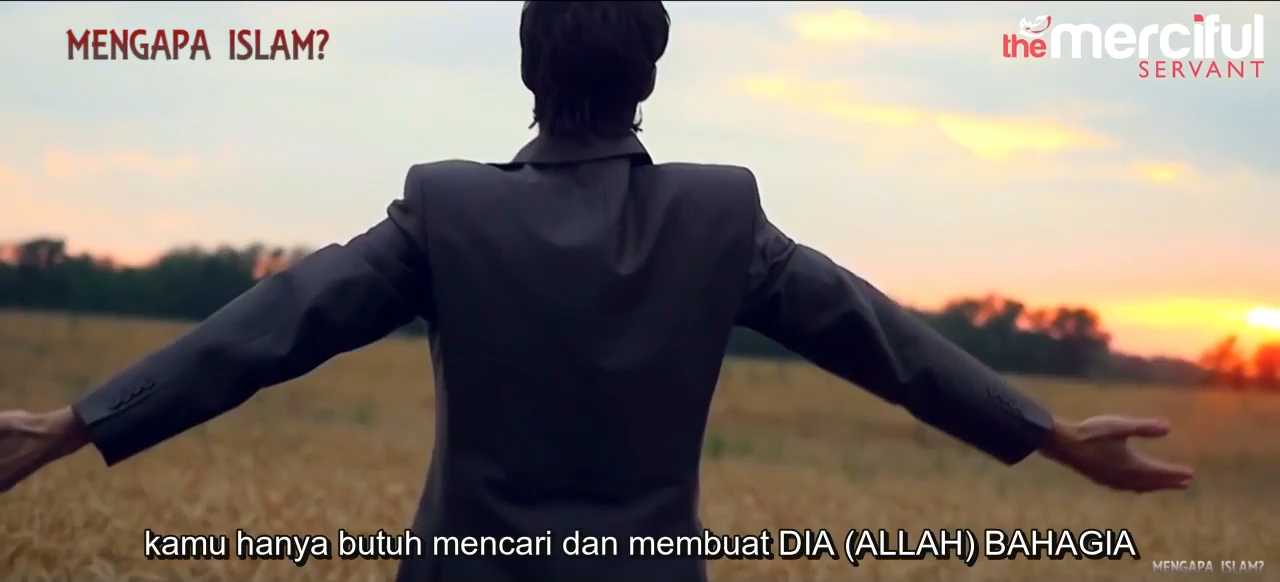 MENGAPA ISLAM?
the merciful
SERVANT
kamu hanya butuh mencari dan membuat DIA (ALLAH) BAHAGIA
MENGAPA ISLAM?